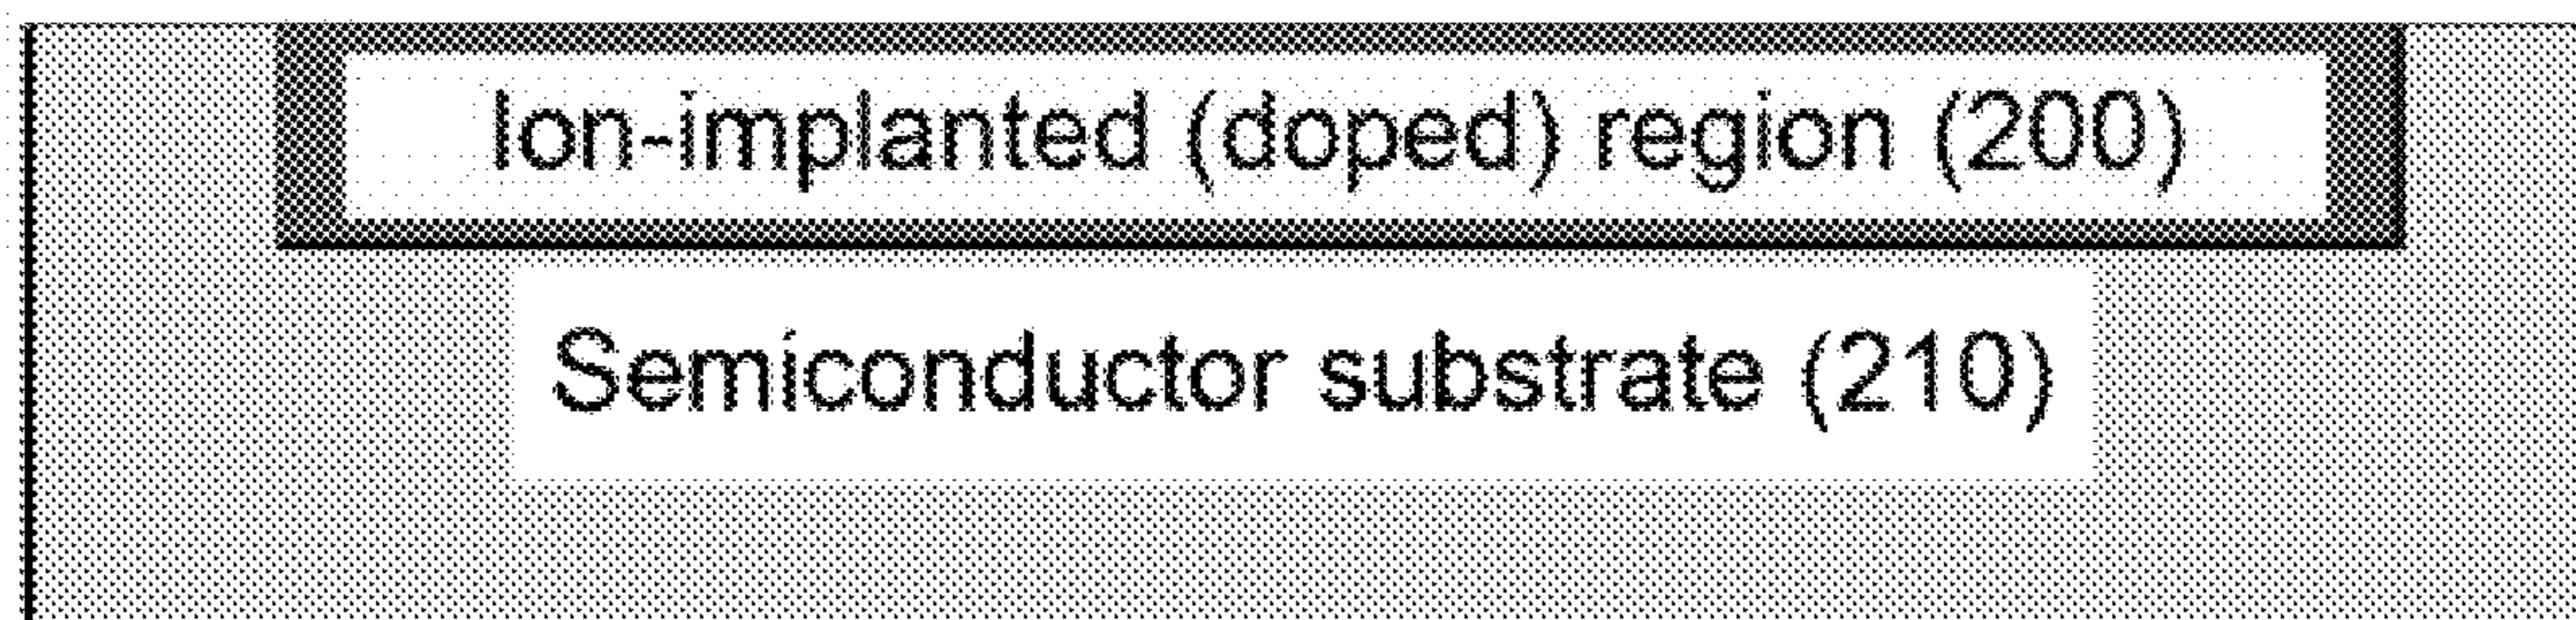 Ion-implanted (doped) region (200)
Semiconductor substrate (210)